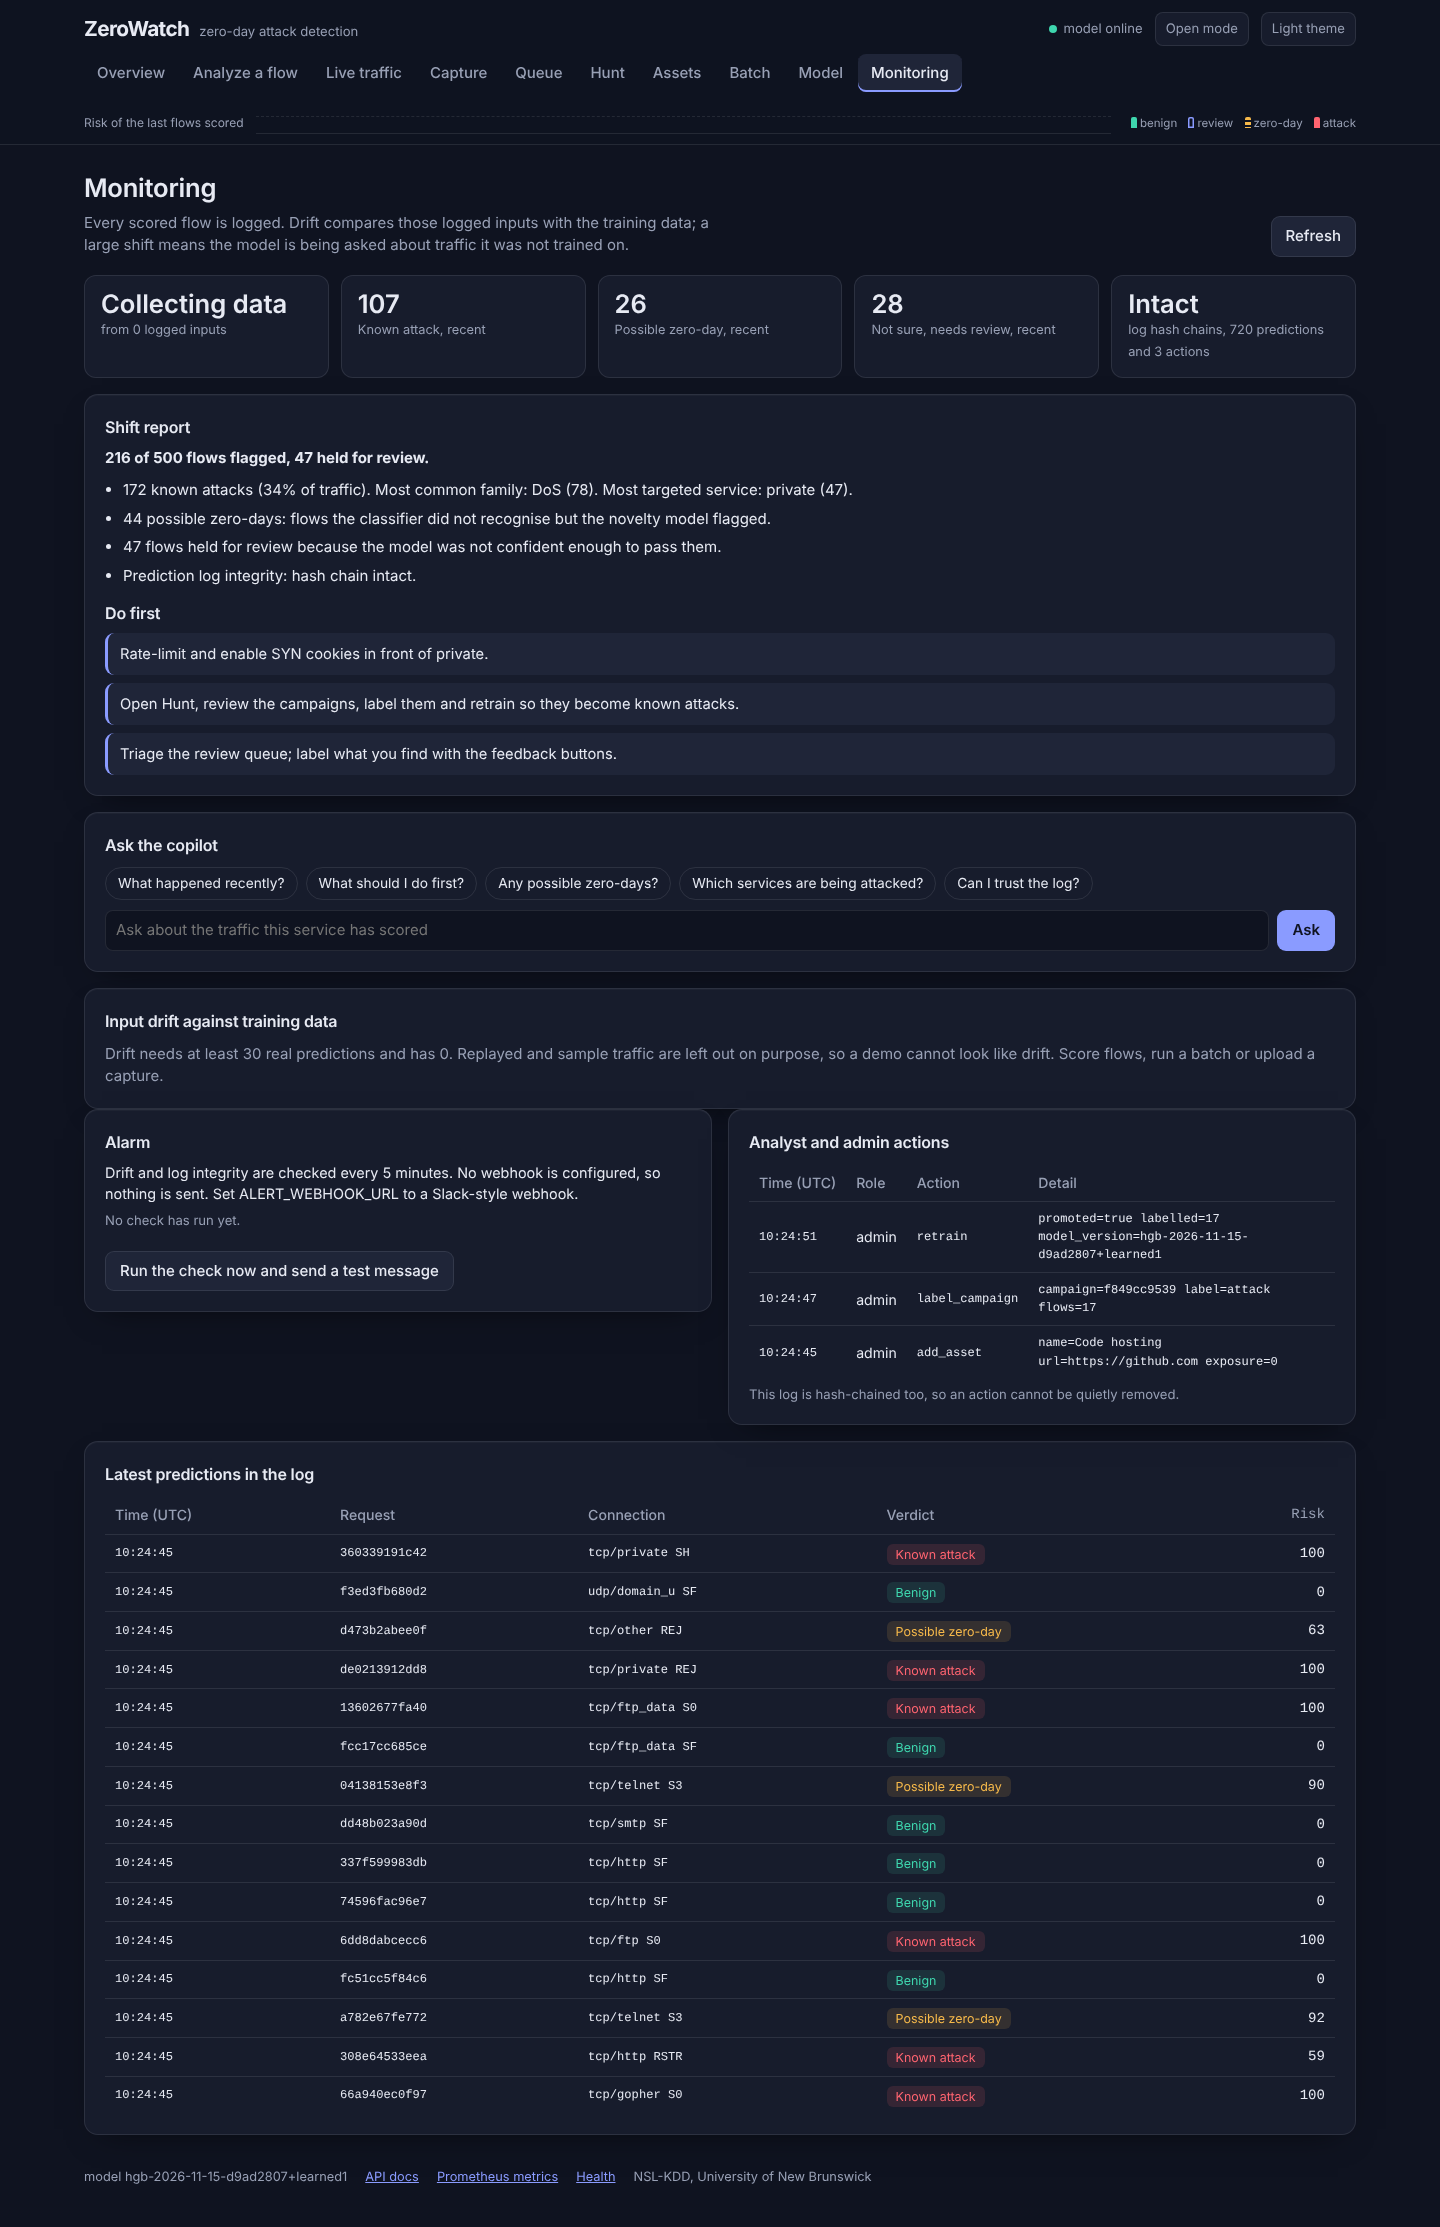 ZeroWatch zero-day attack detection
model online Open mode Light theme
Overview Analyze a flow Live traffic Capture Queue Hunt Assets Batch Model Monitoring
Risk of the last flows scored benign review zero-day attack
Monitoring
Every scored flow is logged. Drift compares those logged inputs with the training data; a
large shift means the model is being asked about traffic it was not trained on.
Refresh
Collecting data
from 0 logged inputs
107
Known attack, recent
26
Possible zero-day, recent
28
Not sure, needs review, recent
Intact
log hash chains, 720 predictions
and 3 actions
Shift report
216 of 500 flows flagged, 47 held for review.
• 172 known attacks (34% of traffic). Most common family: DoS (78). Most targeted service: private (47).
• 44 possible zero-days: flows the classifier did not recognise but the novelty model flagged.
• 47 flows held for review because the model was not confident enough to pass them.
• Prediction log integrity: hash chain intact.
Do first
Rate-limit and enable SYN cookies in front of private.
Open Hunt, review the campaigns, label them and retrain so they become known attacks.
Triage the review queue; label what you find with the feedback buttons.
Ask the copilot
What happened recently? What should I do first? Any possible zero-days? Which services are being attacked? Can I trust the log?
Ask about the traffic this service has scored Ask
Input drift against training data
Drift needs at least 30 real predictions and has 0. Replayed and sample traffic are left out on purpose, so a demo cannot look like drift. Score flows, run a batch or upload a
capture.
Alarm
Drift and log integrity are checked every 5 minutes. No webhook is configured, so
nothing is sent. Set ALERT_WEBHOOK_URL to a Slack-style webhook.
No check has run yet.
Run the check now and send a test message
Analyst and admin actions
Time (UTC) Role Action Detail
10:24:51 admin retrain promoted=true labelled=17
model_version=hgb-2026-11-15-
d9ad2807+learned1
10:24:47 admin label_campaign campaign=f849cc9539 label=attack
flows=17
10:24:45 admin add_asset name=Code hosting
url=https://github.com exposure=0
This log is hash-chained too, so an action cannot be quietly removed.
Latest predictions in the log
Time (UTC) Request Connection Verdict Risk
10:24:45 360339191c42 tcp/private SH Known attack 100
10:24:45 f3ed3fb680d2 udp/domain_u SF Benign 0
10:24:45 d473b2abee0f tcp/other REJ Possible zero-day 63
10:24:45 de0213912dd8 tcp/private REJ Known attack 100
10:24:45 13602677fa40 tcp/ftp_data S0 Known attack 100
10:24:45 fcc17cc685ce tcp/ftp_data SF Benign 0
10:24:45 04138153e8f3 tcp/telnet S3 Possible zero-day 90
10:24:45 dd48b023a90d tcp/smtp SF Benign 0
10:24:45 337f599983db tcp/http SF Benign 0
10:24:45 74596fac96e7 tcp/http SF Benign 0
10:24:45 6dd8dabcecc6 tcp/ftp S0 Known attack 100
10:24:45 fc51cc5f84c6 tcp/http SF Benign 0
10:24:45 a782e67fe772 tcp/telnet S3 Possible zero-day 92
10:24:45 308e64533eea tcp/http RSTR Known attack 59
10:24:45 66a940ec0f97 tcp/gopher S0 Known attack 100
model hgb-2026-11-15-d9ad2807+learned1 API docs Prometheus metrics Health NSL-KDD, University of New Brunswick